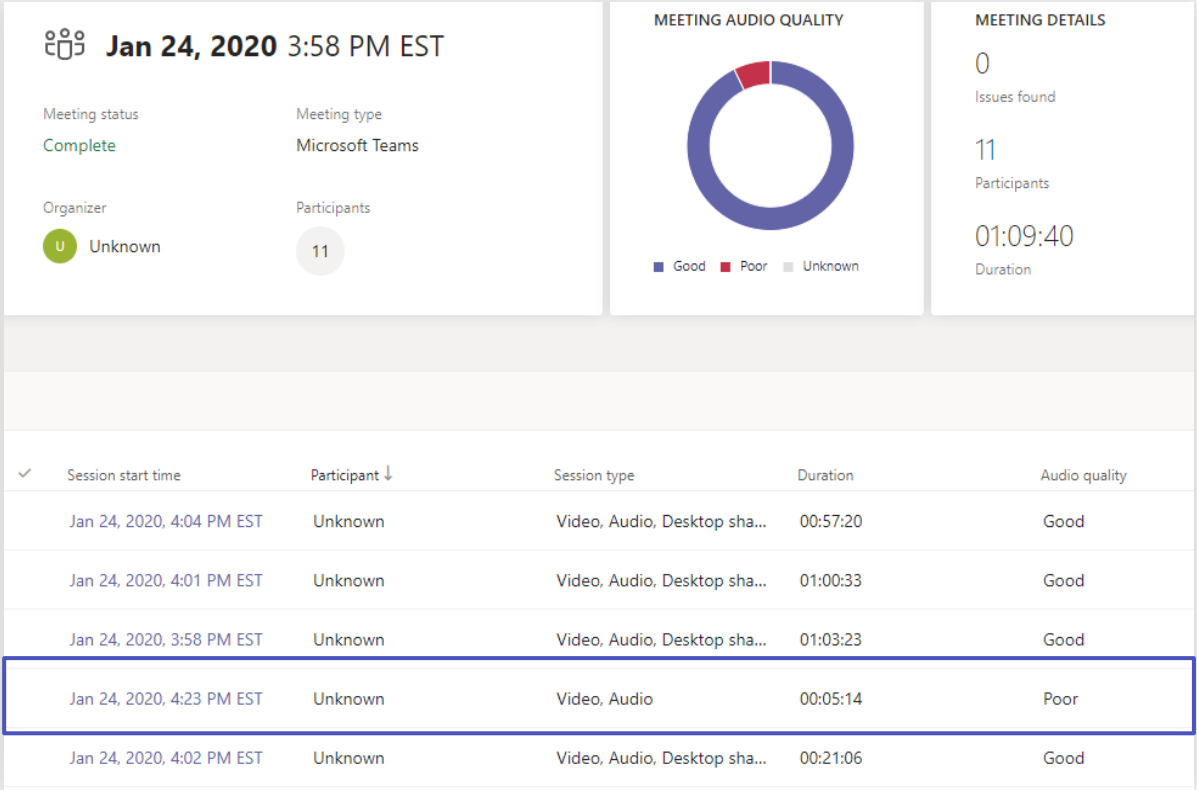 Jan 24, 2020 3:58 PM EST
Meeting status Meeting type
Complete Microsoft Teams
Organizer Participants
U Unknown 11
MEETING AUDIO QUALITY
Good Poor Unknown
MEETING DETAILS
0
Issues found
11
Participants
01:09:40
Duration
Session start time Participant Session type Duration Audio quality
Jan 24, 2020, 4:04 PM EST Unknown Video, Audio, Desktop sha... 00:57:20 Good
Jan 24, 2020, 4:01 PM EST Unknown Video, Audio, Desktop sha... 01:00:33 Good
Jan 24, 2020, 3:58 PM EST Unknown Video, Audio, Desktop sha... 01:03:23 Good
Jan 24, 2020, 4:23 PM EST Unknown Video, Audio 00:05:14 Poor
Jan 24, 2020, 4:02 PM EST Unknown Video, Audio, Desktop sha... 00:21:06 Good